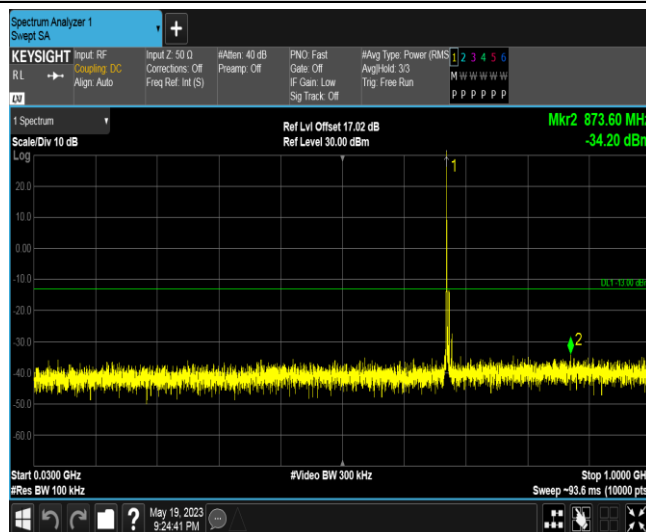 Spectrum Analyzer 1
Swept SA
+
KEYSIGHT
RL
LXI
Input: RF
Coupling: DC
Align: Auto
Input Z: 50 Ω
Corrections: Off
Freq Ref: Int (S)
#Atten: 40 dB
Preamp: Off
PNO: Fast
Gate: Off
IF Gain: Low
Sig Track: Off
#Avg Type: Power (RMS
Avg|Hold: 3/3
Trig: Free Run
1 2 3 4 5 6
M W W W W W
P P P P P P
1 Spectrum
Scale/Div 10 dB
Log
Ref Lvl Offset 17.02 dB
Ref Level 30.00 dBm
Mkr2 873.60 MHz
-34.20 dBm
1
20.0
10.0
0.00
-10.0
DL1 -13.00 dBm
-20.0
-30.0
2
-40.0
-50.0
-60.0
Start 0.0300 GHz
#Res BW 100 kHz
#Video BW 300 kHz
Stop 1.0000 GH
Sweep ~93.6 ms (10000 pts
?
May 19, 2023
9:24:41 PM